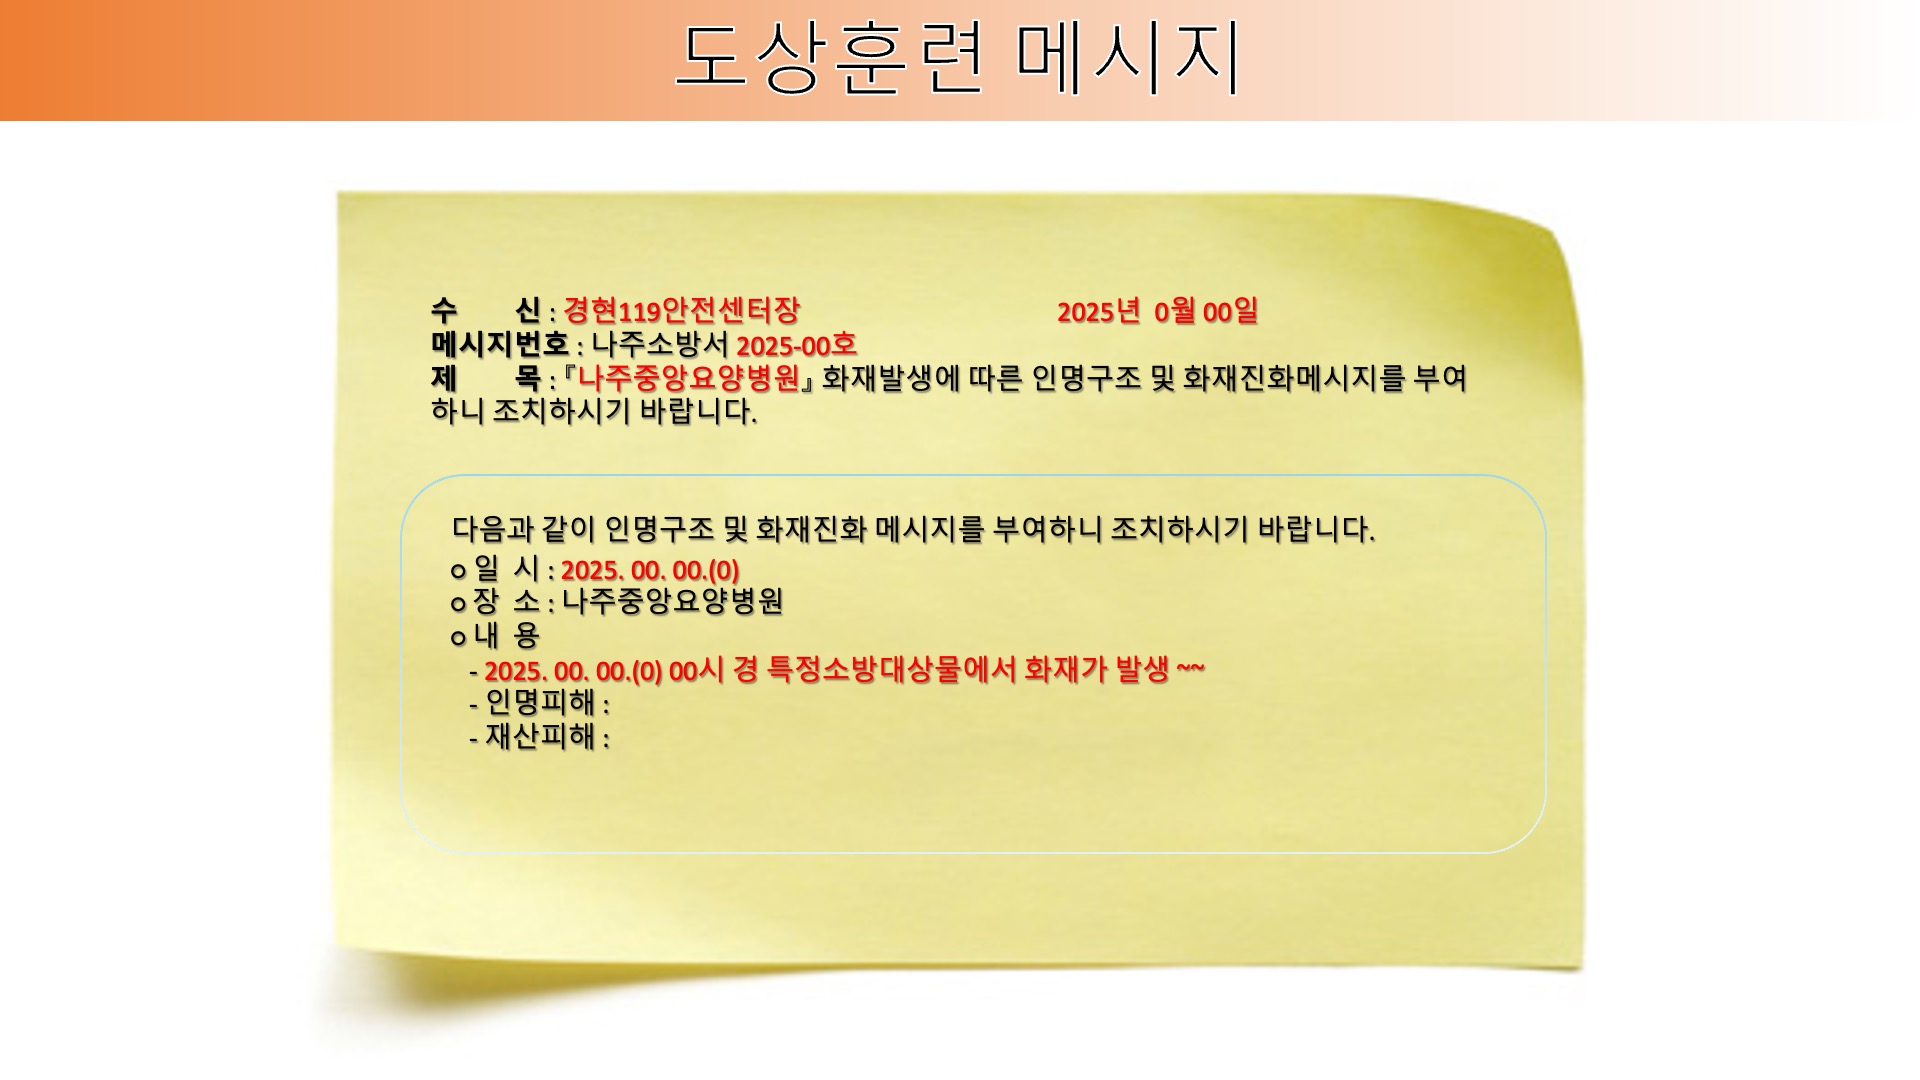 도상훈련 메시지
수 신 : 경현119안전센터장 2025년 0월 00일
메시지번호 : 나주소방서 2025-00호
제 목 : 『나주중앙요양병원』 화재발생에 따른 인명구조 및 화재진화메시지를 부여
하니 조치하시기 바랍니다.
다음과 같이 인명구조 및 화재진화 메시지를 부여하니 조치하시기 바랍니다.
ㅇ 일 시 : 2025. 00. 00.(0)
ㅇ 장 소 : 나주중앙요양병원
ㅇ 내 용
- 2025. 00. 00.(0) 00시 경 특정소방대상물에서 화재가 발생 ~~
- 인명피해 :
- 재산피해 :